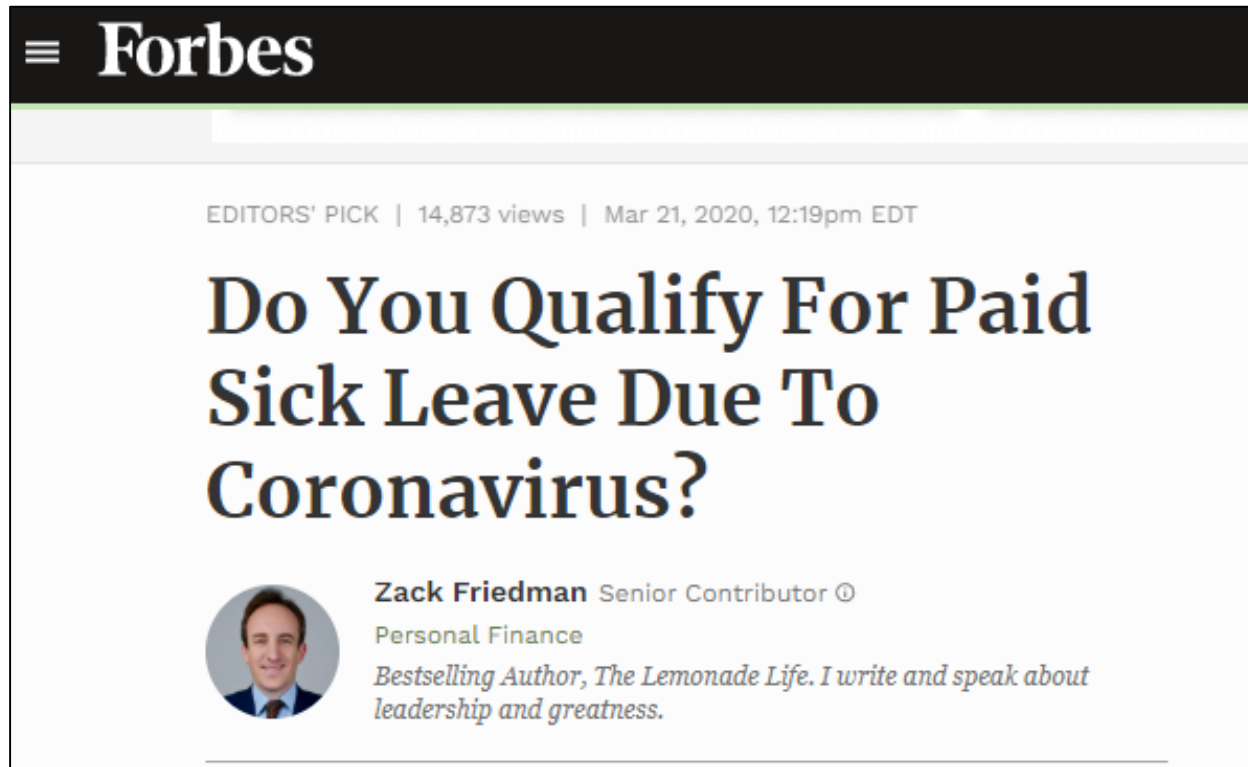 Forbes
EDITORS' PICK | 14,873 views | Mar 21, 2020, 12:19pm EDT
Do You Qualify For Paid
Sick Leave Due To
Coronavirus?
Zack Friedman Senior Contributor ⓘ
Personal Finance
Bestselling Author, The Lemonade Life. I write and speak about
leadership and greatness.